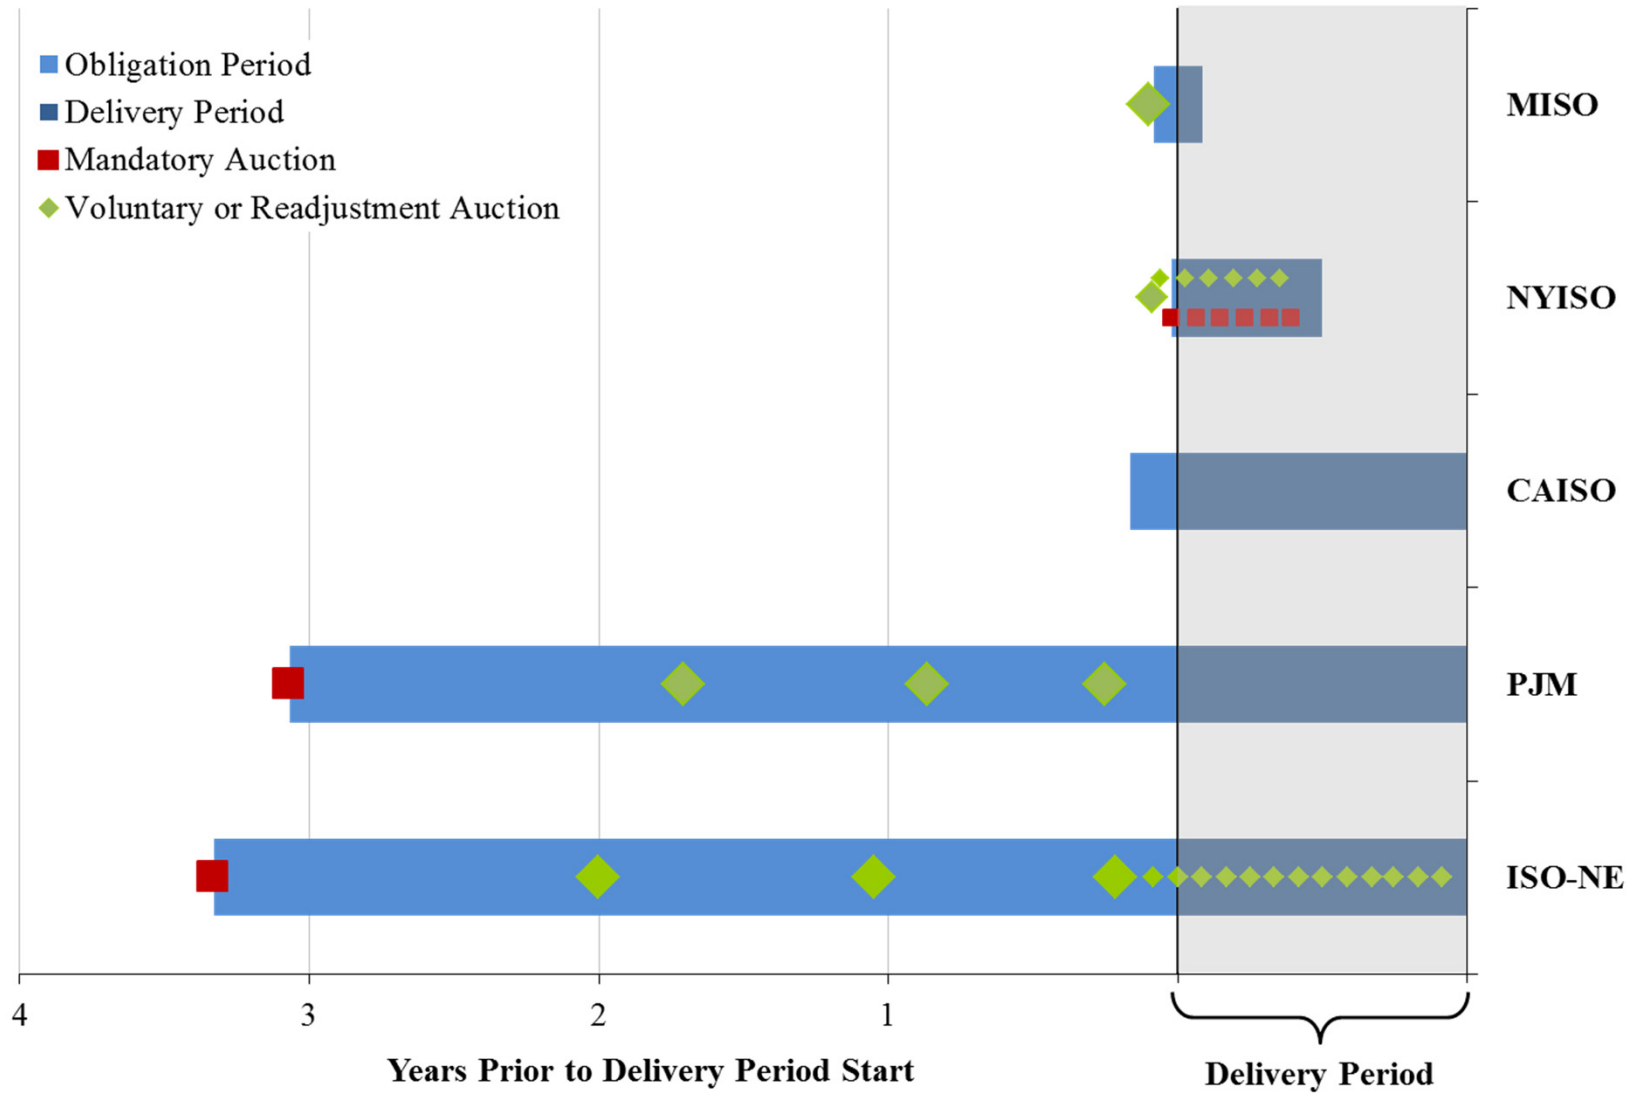 Obligation Period
Delivery Period
Mandatory Auction
Voluntary or Readjustment Auction
MISO
NYISO
CAISO
PJM
ISO-NE
4 3 2 1
Years Prior to Delivery Period Start
Delivery Period